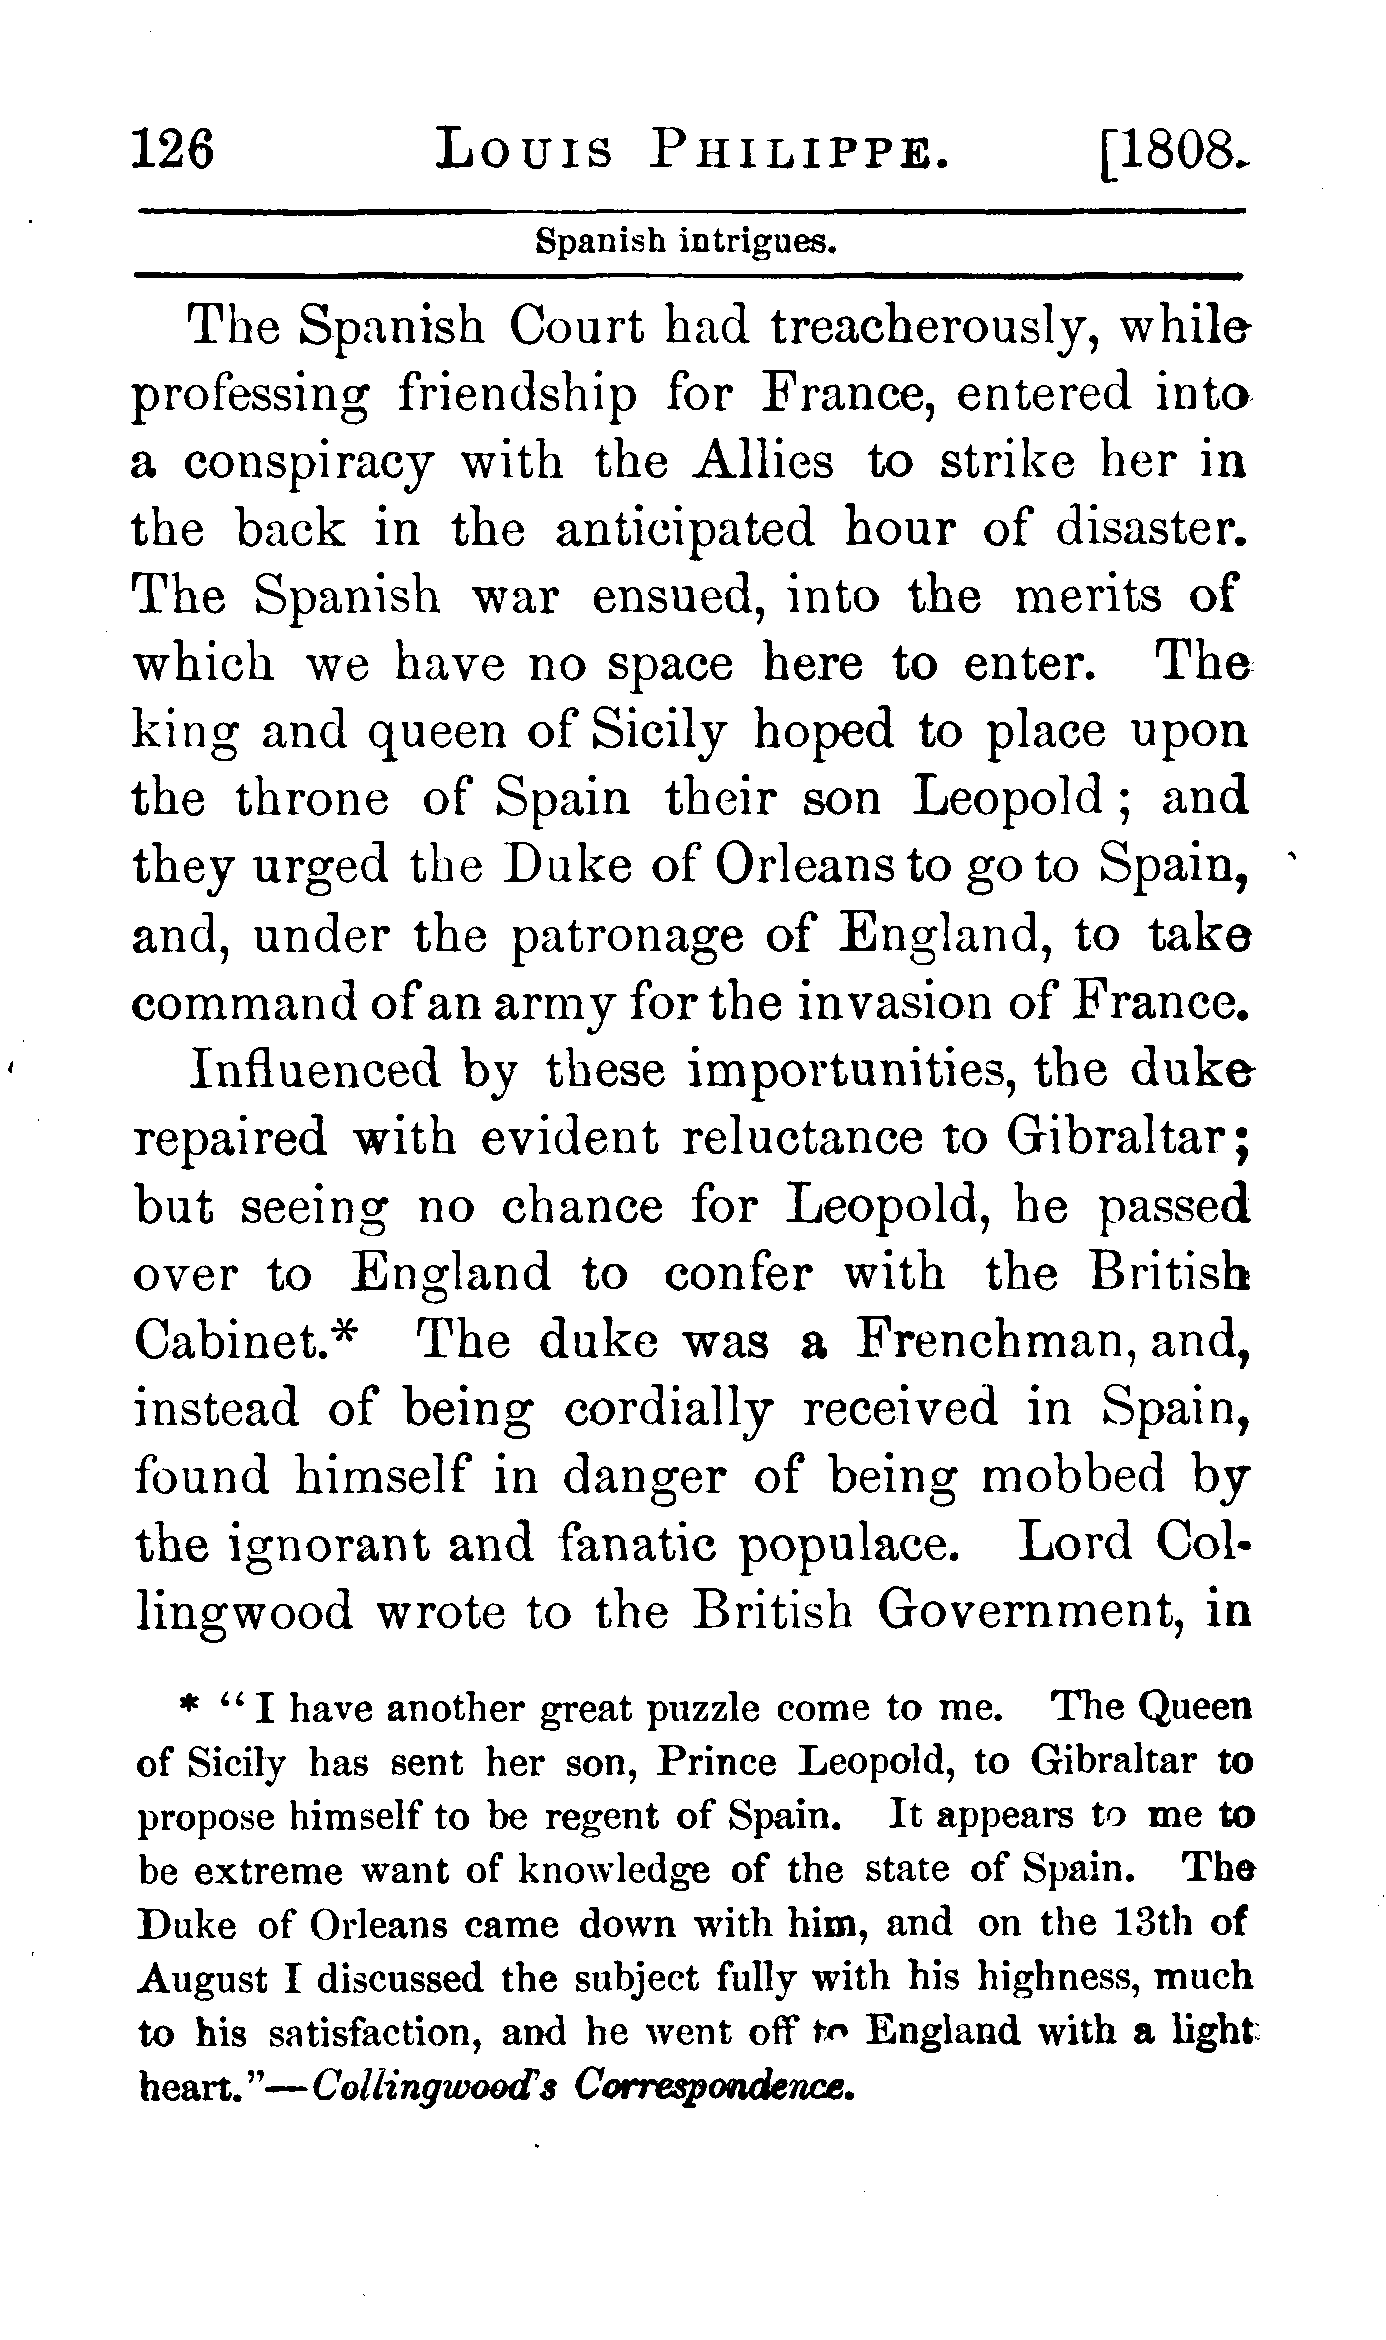 126 LOUIS PHILIPPE. [1808.
Spanish intrigues.
The Spanish Court had treacherously, while
professing friendship for France, entered into
a conspiracy with the Allies to strike her in
the back in the anticipated hour of disaster.
The Spanish war ensued, into the merits of
which we have no space here to enter. The
king and queen of Sicily hoped to place upon
the throne of Spain their son Leopold ; and
they urged the Duke of Orleans to go to Spain,
and, under the patronage of England, to take
command of an army for the invasion of France.
Influenced by these importunities, the duke
repaired with evident reluctance to Gibraltar;
but seeing no chance for Leopold, he passed
over to England to confer with the British
Cabinet.* The duke was a Frenchman, and,
instead of being cordially received in Spain,
found himself in danger of being mobbed by
the ignorant and fanatic populace. Lord Col-
lingwood wrote to the British Government, in
* "I have another great puzzle come to me. The Queen
of Sicily has sent her son, Prince Leopold, to Gibraltar to
propose himself to be regent of Spain. It appears to me to
be extreme want of knowledge of the state of Spain. The
Duke of Orleans came down with him, and on the 13th of
August I discussed the subject fully with his highness, much
to his satisfaction, and he went off to England with a light
heart."—Collingwood's Correspondence.